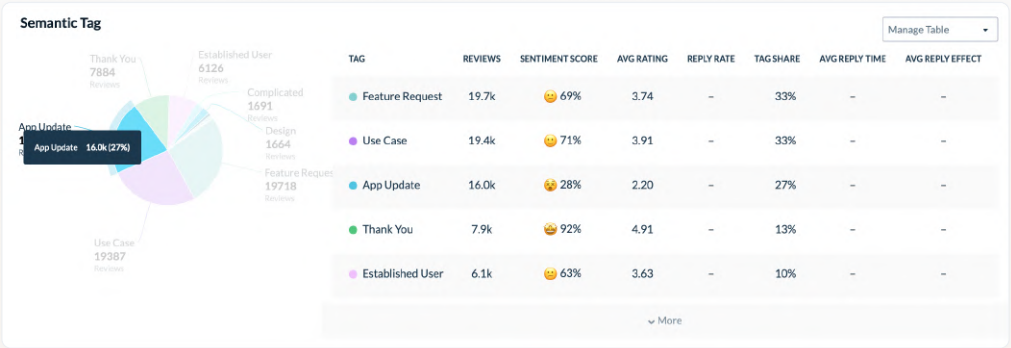 Semantic Tag
Manage Table
Thank You
7884
Reviews
Established User
6126
Reviews
Complicated
1691
Reviews
Design
1664
Reviews
App Update
App Update 16.0k (27%)
Feature Reques
19718
Reviews
Use Case
19387
Reviews
TAG REVIEWS SENTIMENT SCORE AVG RATING REPLY RATE TAG SHARE AVG REPLY TIME AVG REPLY EFFECT
Feature Request 19.7k 69% 3.74 – 33% – –
Use Case 19.4k 71% 3.91 – 33% – –
App Update 16.0k 28% 2.20 – 27% – –
Thank You 7.9k 92% 4.91 – 13% – –
Established User 6.1k 63% 3.63 – 10% – –
More